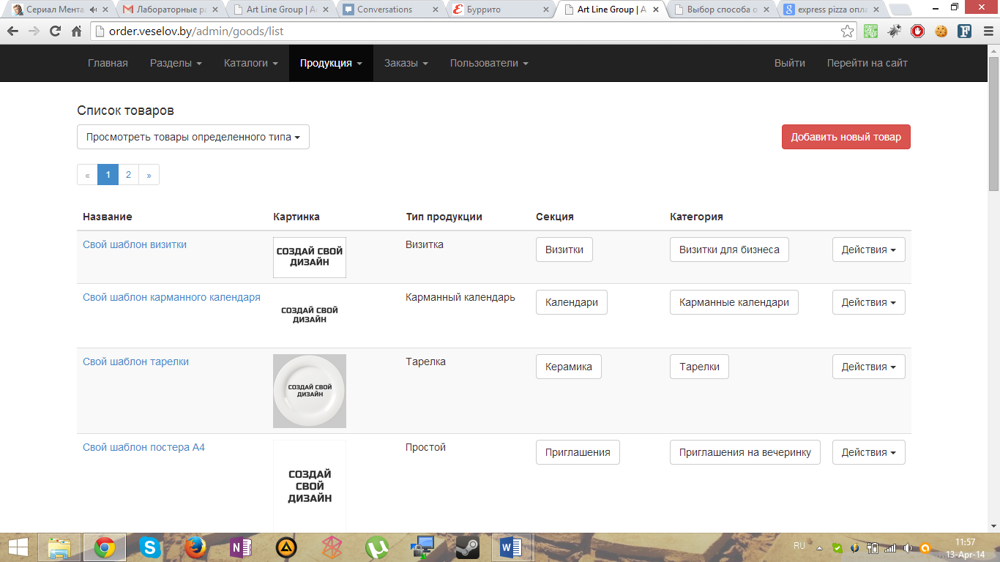 Сериал Мента
Лабораторные ра
Art Line Group | A
Conversations
Буррито
Art Line Group | A
Выбор способа о
express pizza опла
order.veselov.by/admin/goods/list
Главная
Разделы
Каталоги
Продукция
Заказы
Пользователи
Выйти
Перейти на сайт
Список товаров
Просмотреть товары определенного типа
Добавить новый товар
« 1 2 »
Название Картинка Тип продукции Секция Категория
Свой шаблон визитки
СОЗДАЙ СВОЙ
ДИЗАЙН
Визитка
Визитки
Визитки для бизнеса
Действия
Свой шаблон карманного календаря
СОЗДАЙ СВОЙ
ДИЗАЙН
Карманный календарь
Календари
Карманные календари
Действия
Свой шаблон тарелки
СОЗДАЙ СВОЙ
ДИЗАЙН
Тарелка
Керамика
Тарелки
Действия
Свой шаблон постера А4
СОЗДАЙ
СВОЙ
ДИЗАЙН
Простой
Приглашения
Приглашения на вечеринку
Действия
RU
11:57
13-Apr-14